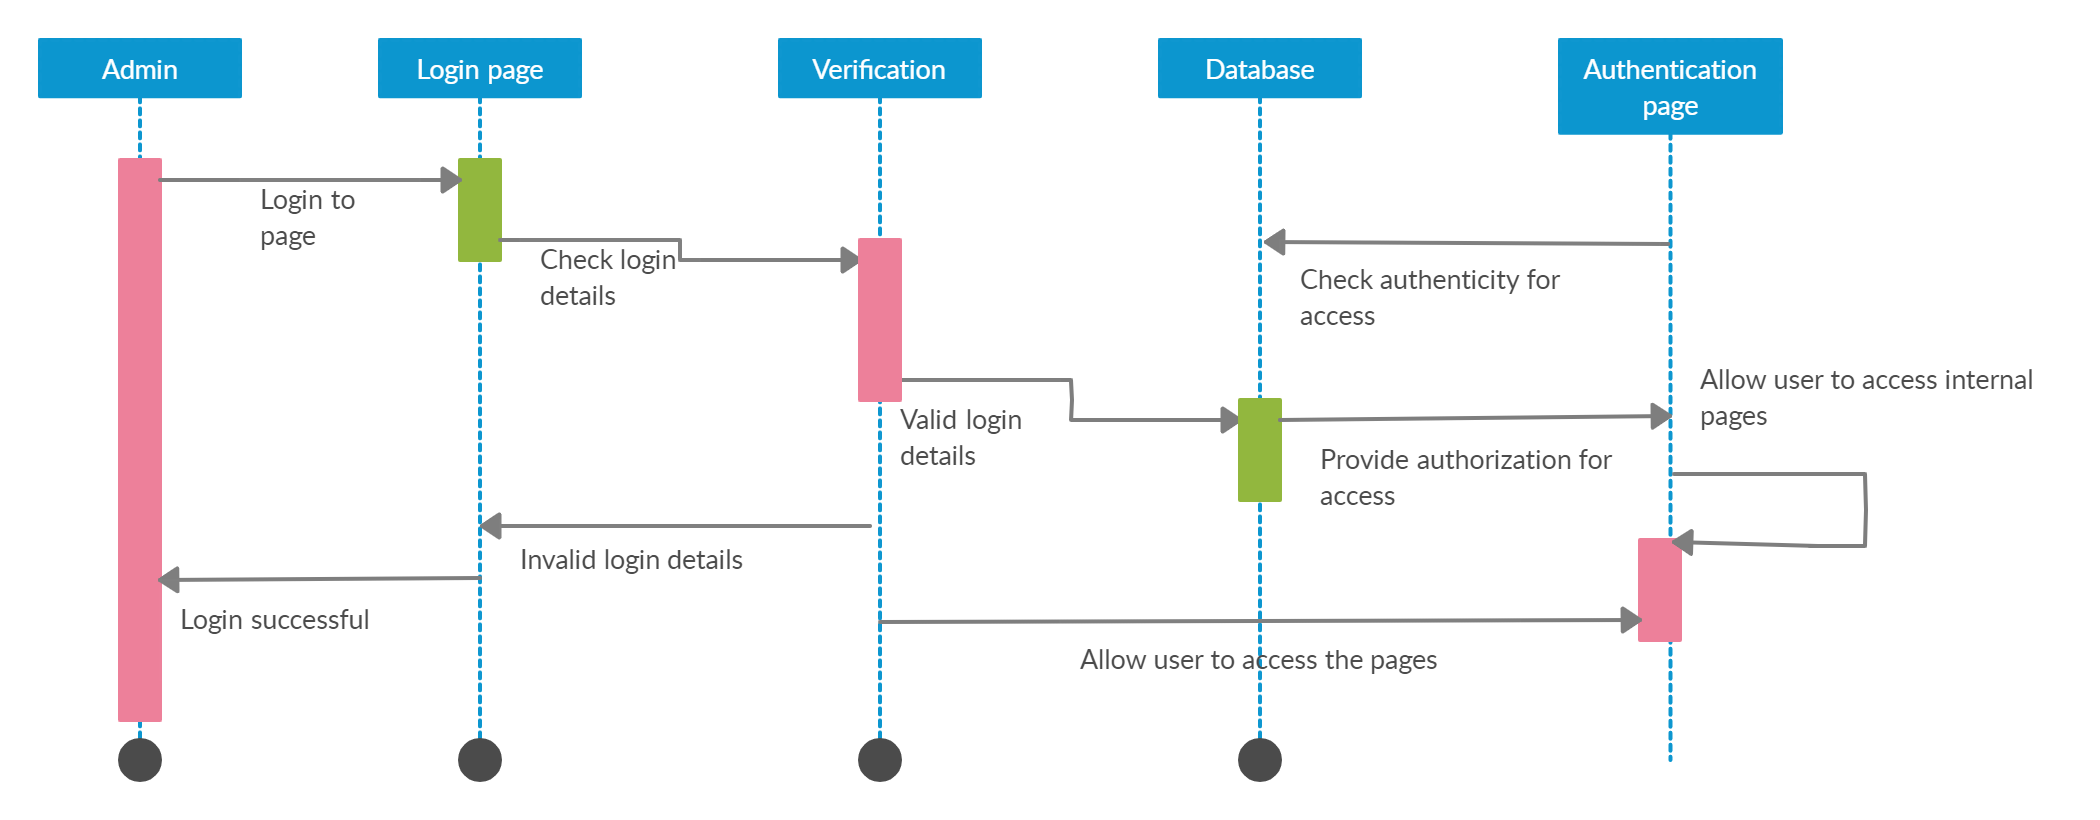 Admin
Login page
Verification
Database
Authentication
page
Login to
page
Check login
details
Check authenticity for
access
Allow user to access internal
pages
Valid login
details
Provide authorization for
access
Invalid login details
Login successful
Allow user to access the pages